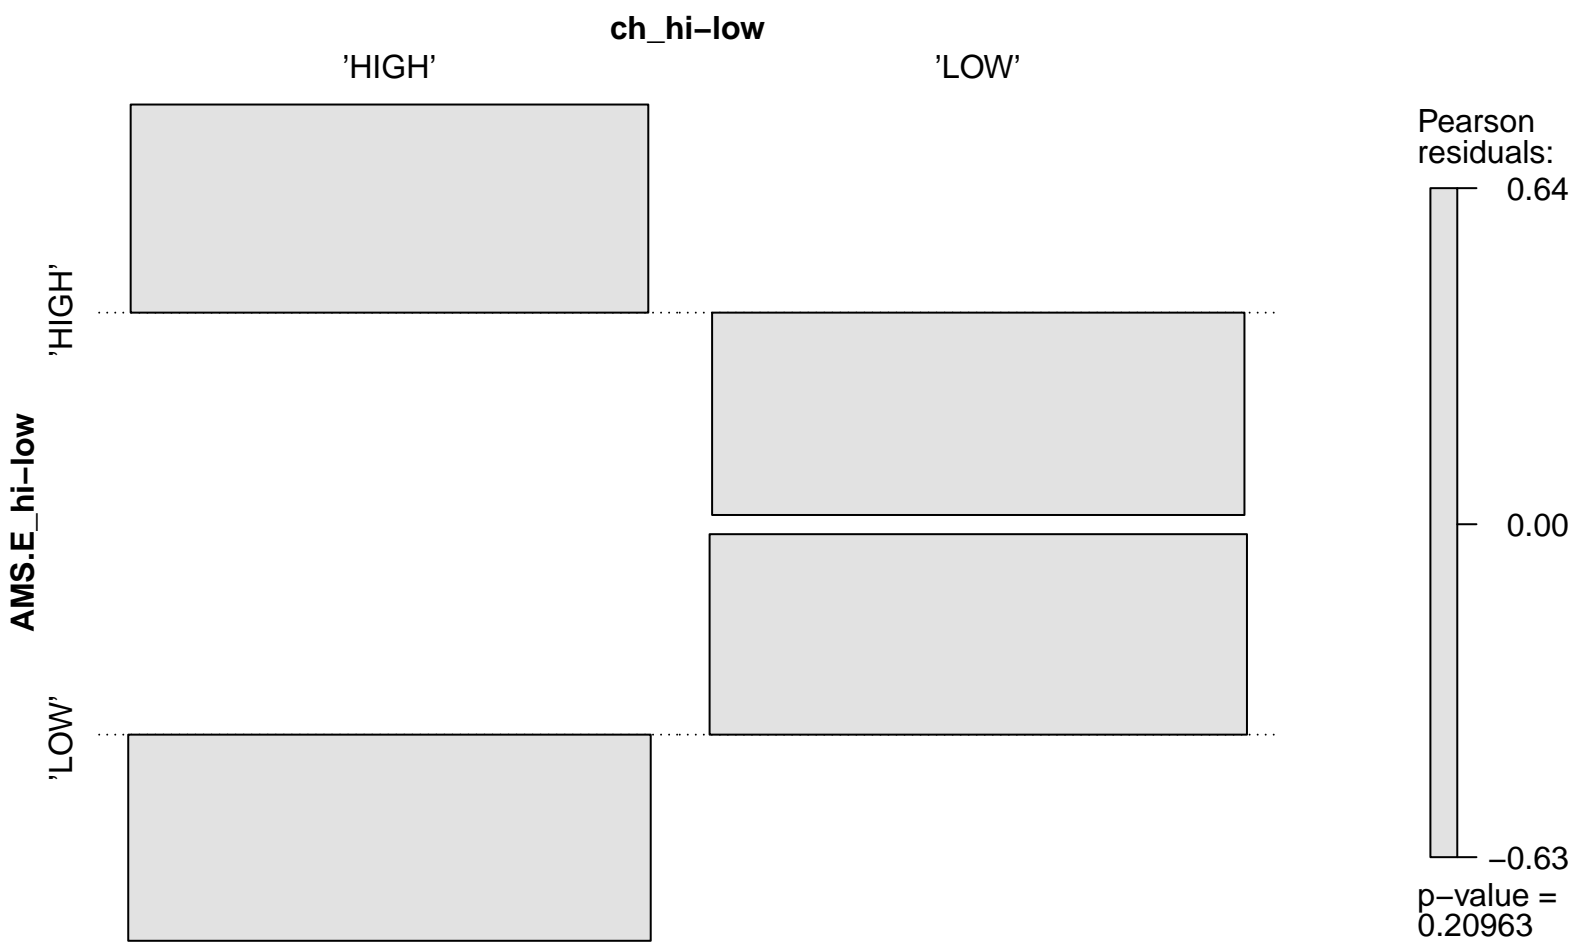 ch_hi−low
’HIGH’
’LOW’
AMS.E_hi−low
’HIGH’
’LOW’
Pearson
residuals:
0.64
0.00
−0.63
p−value =
0.20963